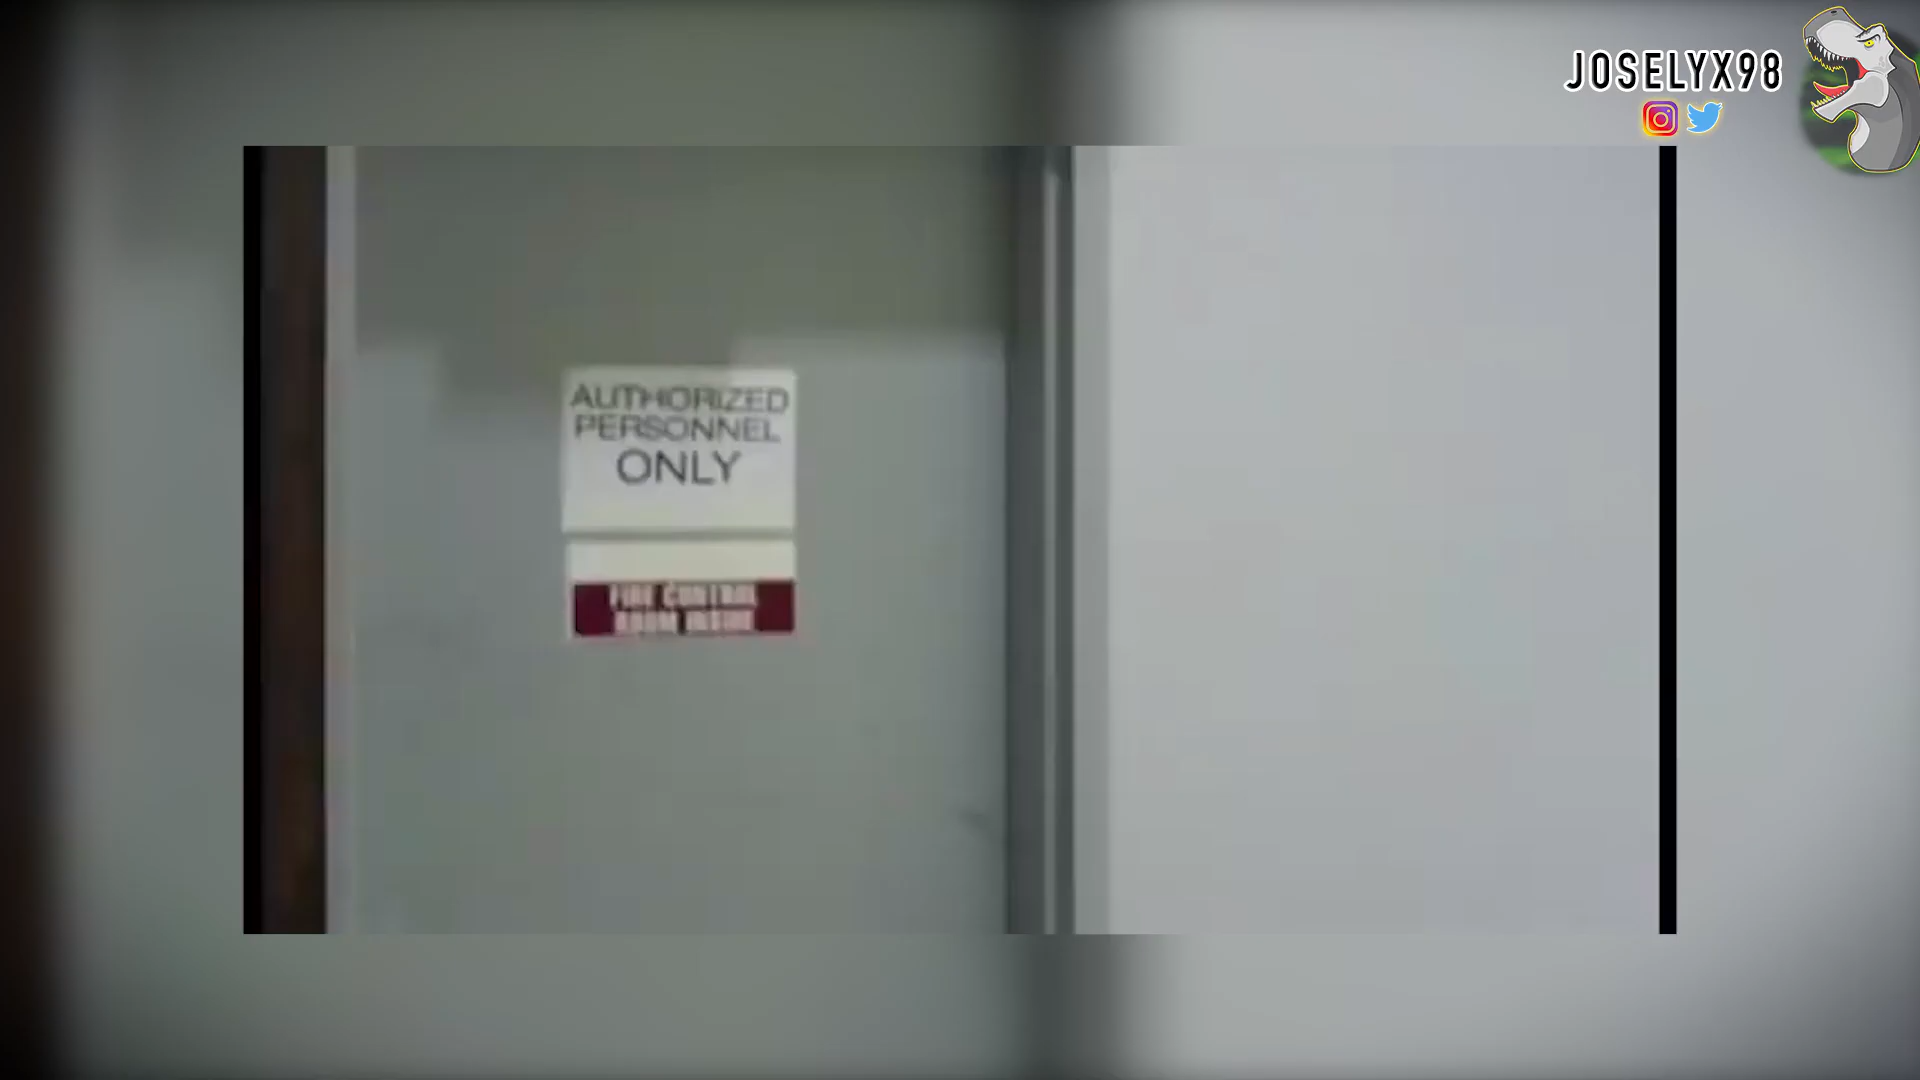 JOSELYX98
AUTHORIZED
PERSONNEL
ONLY
FIRE CONTROL
ROOM INSIDE